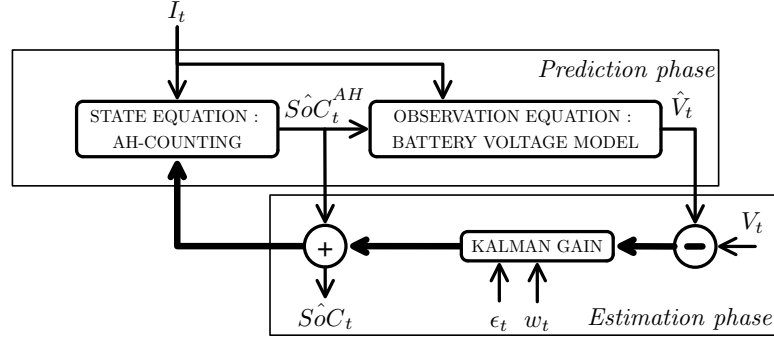 I_t
Prediction phase
STATE EQUATION :
AH-COUNTING
SôC_t^{AH}
OBSERVATION EQUATION :
BATTERY VOLTAGE MODEL
V̂_t
V_t
+
KALMAN GAIN
−
SôC_t
ϵ_t
w_t
Estimation phase